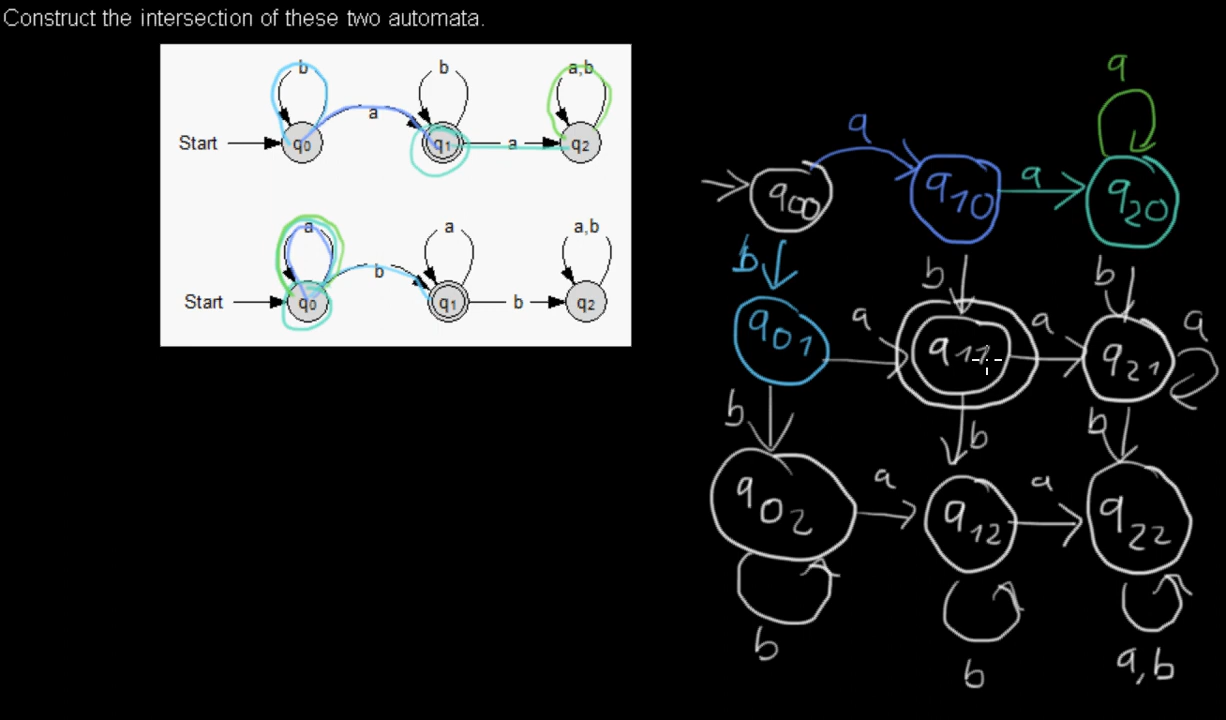 Construct the intersection of these two automata.
b b a,b
a
Start q0 q1 a q2
a a a,b
b
Start q0 q1 b q2
a
a
q00 q10 a q20
b b b
q01 a q11 a q21 a
b b b
q02 a q12 a q22
b b a,b